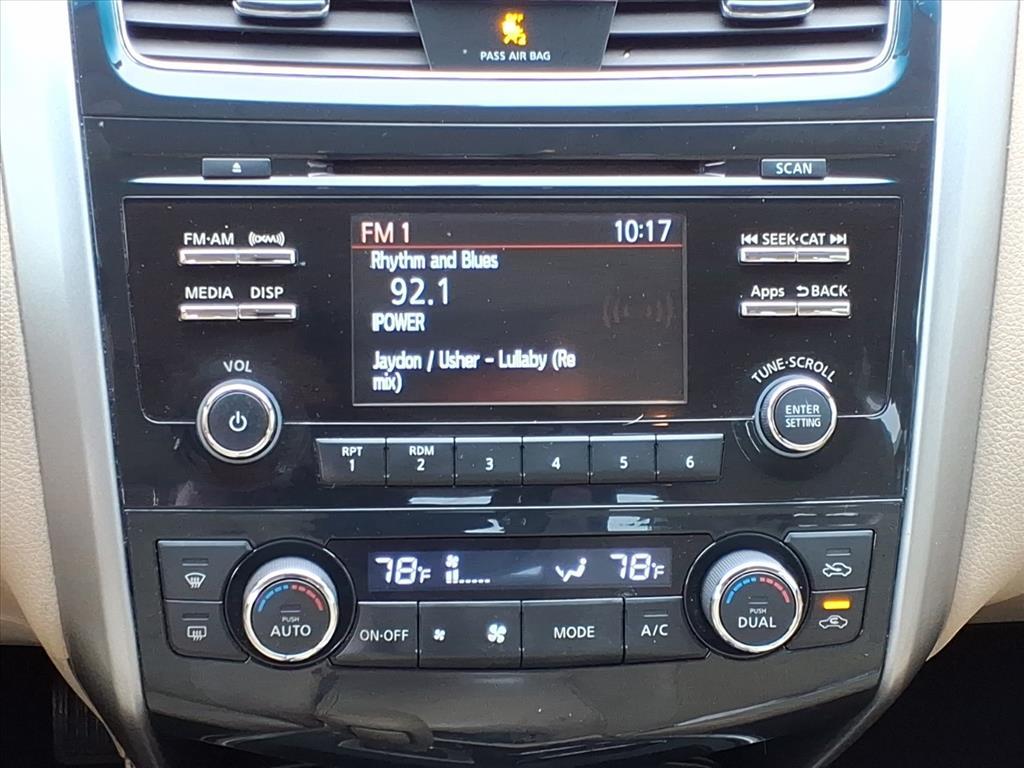 PASS AIR BAG
SCAN
FM·AM ((XM))
MEDIA DISP
VOL
FM 1 10:17
Rhythm and Blues
92.1
POWER
Jaydon / Usher - Lullaby (Re
mix)
SEEK·CAT
Apps BACK
TUNE·SCROLL
ENTER
SETTING
RPT
1
RDM
2
3
4
5
6
78°F 78°F
PUSH
AUTO
ON·OFF
MODE
A/C
PUSH
DUAL